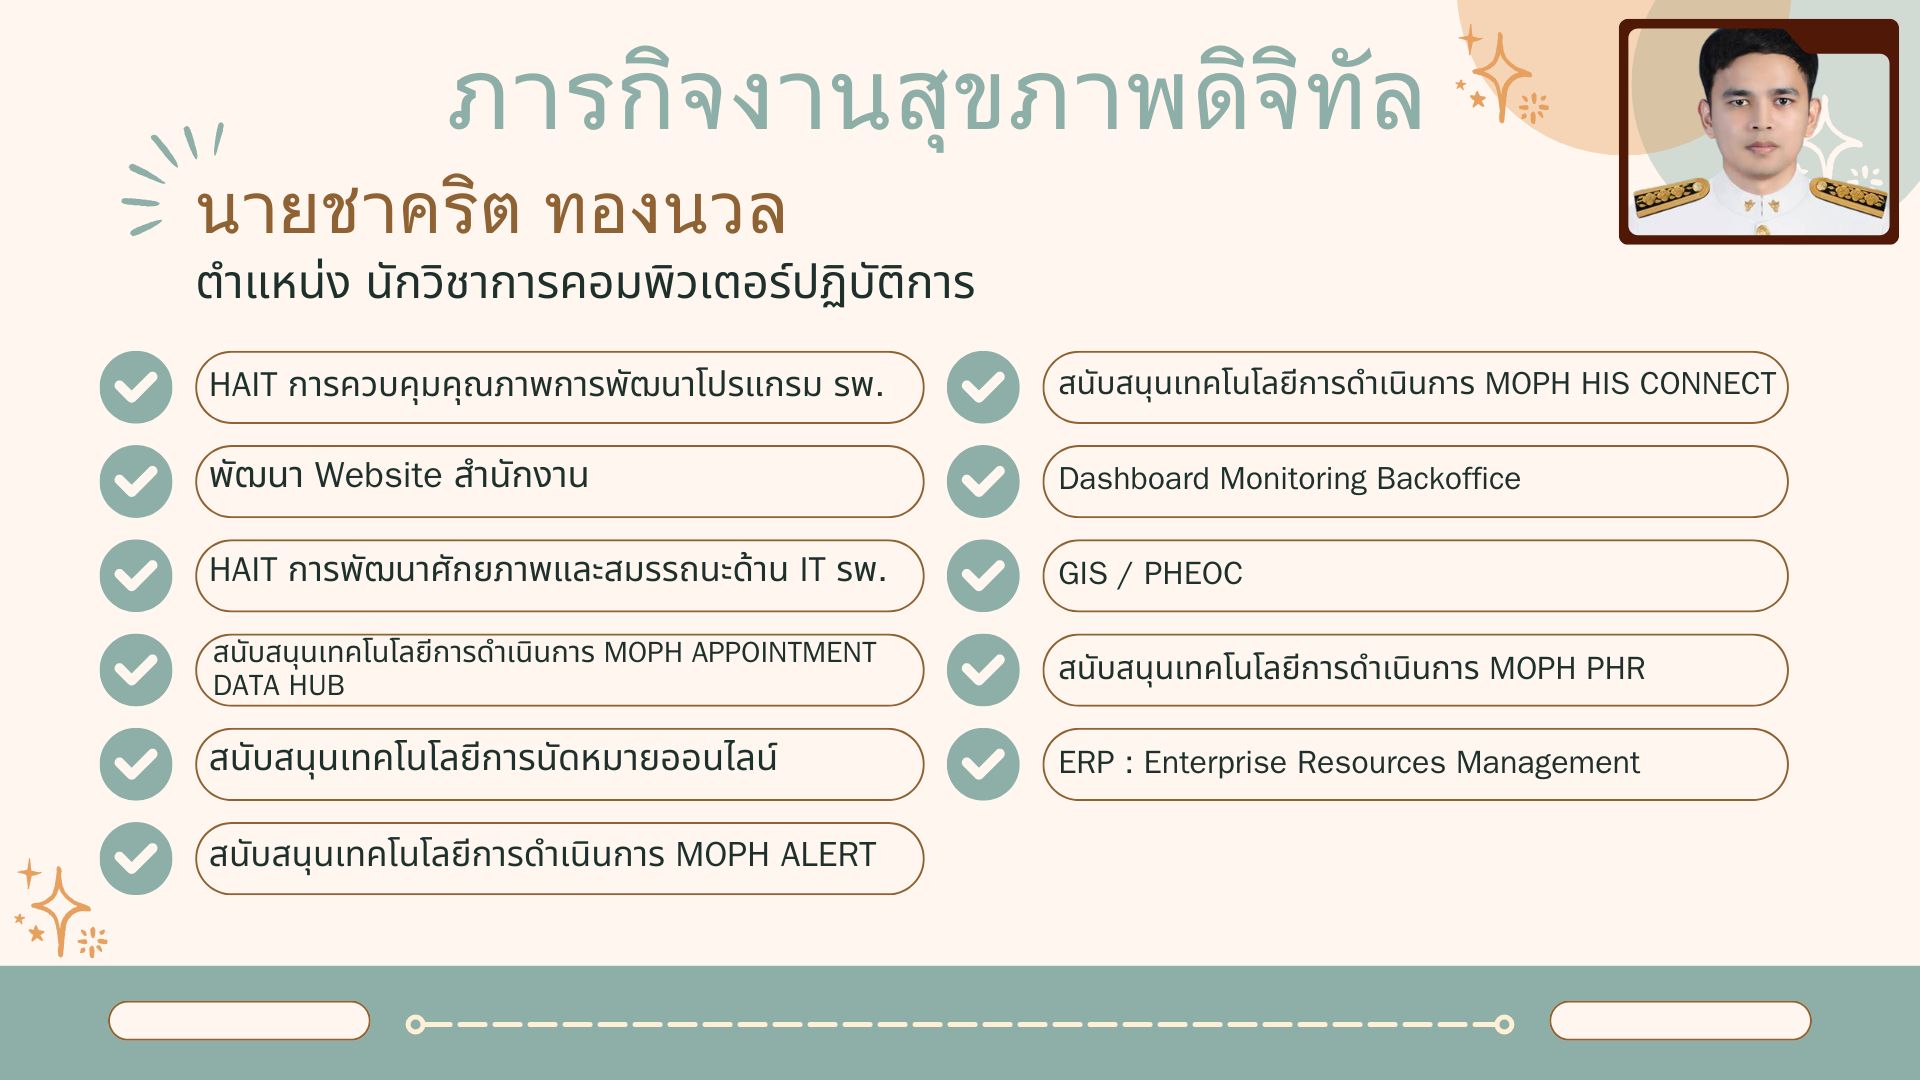 ภารกิจงานสุขภาพดิจิทัล
นายชาคริต ทองนวล
ตำแหน่ง นักวิชาการคอมพิวเตอร์ปฏิบัติการ
HAIT การควบคุมคุณภาพการพัฒนาโปรแกรม รพ.
พัฒนา Website สำนักงาน
HAIT การพัฒนาศักยภาพและสมรรถนะด้าน IT รพ.
สนับสนุนเทคโนโลยีการดำเนินการ MOPH APPOINTMENT
DATA HUB
สนับสนุนเทคโนโลยีการนัดหมายออนไลน์
สนับสนุนเทคโนโลยีการดำเนินการ MOPH ALERT
สนับสนุนเทคโนโลยีการดำเนินการ MOPH HIS CONNECT
Dashboard Monitoring Backoffice
GIS / PHEOC
สนับสนุนเทคโนโลยีการดำเนินการ MOPH PHR
ERP : Enterprise Resources Management